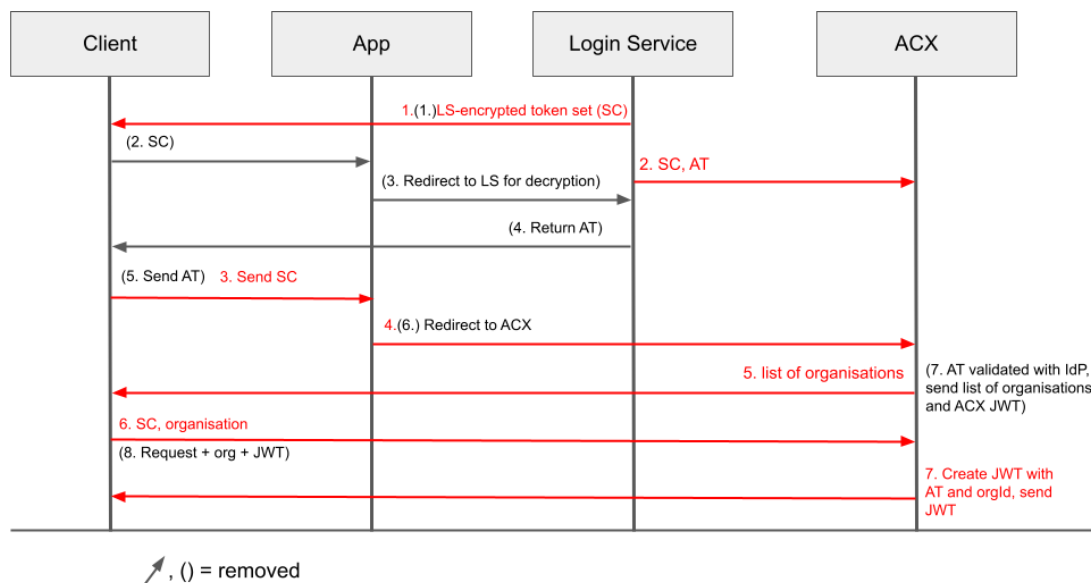 Client
App
Login Service
ACX
1.(1.)LS-encrypted token set (SC)
(2. SC)
2. SC, AT
(3. Redirect to LS for decryption)
(4. Return AT)
(5. Send AT) 3. Send SC
4.(6.) Redirect to ACX
5. list of organisations
(7. AT validated with IdP,
send list of organisations
and ACX JWT)
6. SC, organisation
(8. Request + org + JWT)
7. Create JWT with
AT and orgId, send
JWT
, () = removed